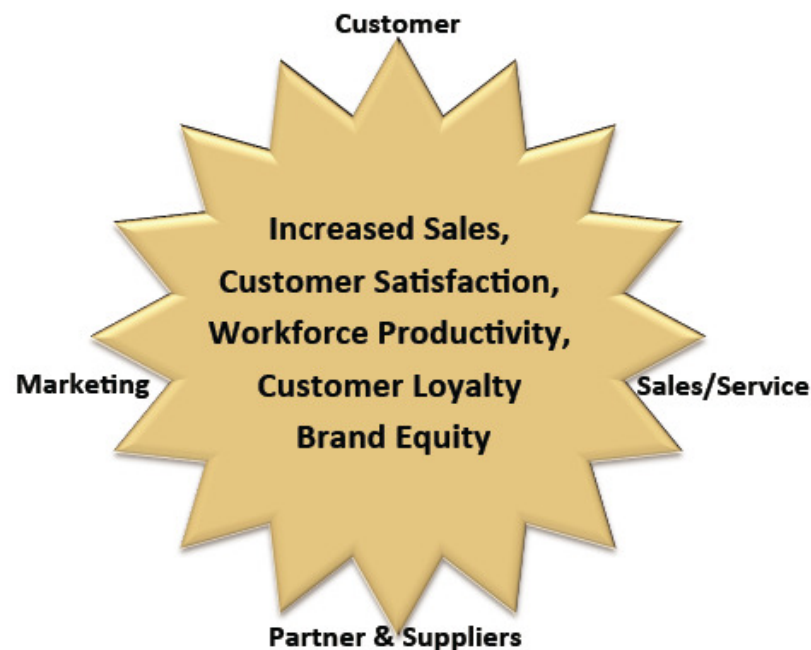 Customer
Increased Sales,
Customer Satisfaction,
Workforce Productivity,
Customer Loyalty
Brand Equity
Marketing
Sales/Service
Partner & Suppliers